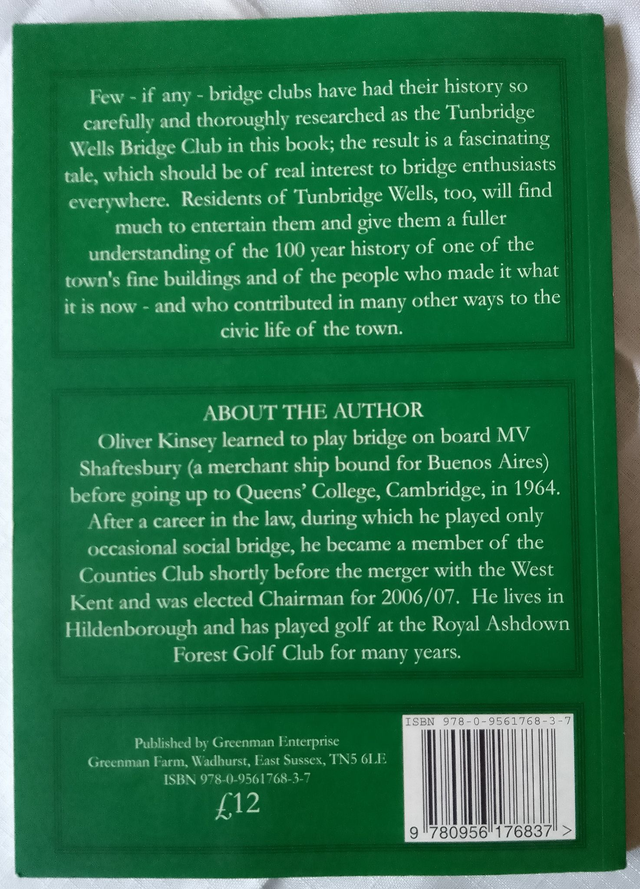 Few - if any - bridge clubs have had their history so
carefully and thoroughly researched as the Tunbridge
Wells Bridge Club in this book; the result is a fascinating
tale, which should be of real interest to bridge enthusiasts
everywhere. Residents of Tunbridge Wells, too, will find
much to entertain them and give them a fuller
understanding of the 100 year history of one of the
town's fine buildings and of the people who made it what
it is now - and who contributed in many other ways to the
civic life of the town.
ABOUT THE AUTHOR
Oliver Kinsey learned to play bridge on board MV
Shaftesbury (a merchant ship bound for Buenos Aires)
before going up to Queens' College, Cambridge, in 1964.
After a career in the law, during which he played only
occasional social bridge, he became a member of the
Counties Club shortly before the merger with the West
Kent and was elected Chairman for 2006/07. He lives in
Hildenborough and has played golf at the Royal Ashdown
Forest Golf Club for many years.
Published by Greenman Enterprise
Greenman Farm, Wadhurst, East Sussex, TN5 6LE
ISBN 978-0-9561768-3-7
£12
ISBN 978-0-9561768-3-7
9 780956 176837 >